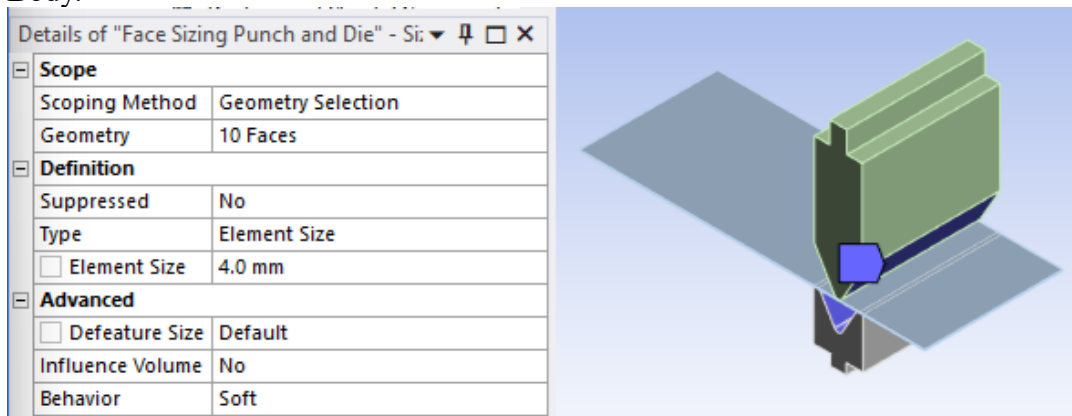 Body.
Details of "Face Sizing Punch and Die" - Si:
Scope
Scoping Method Geometry Selection
Geometry 10 Faces
Definition
Suppressed No
Type Element Size
Element Size 4.0 mm
Advanced
Defeature Size Default
Influence Volume No
Behavior Soft